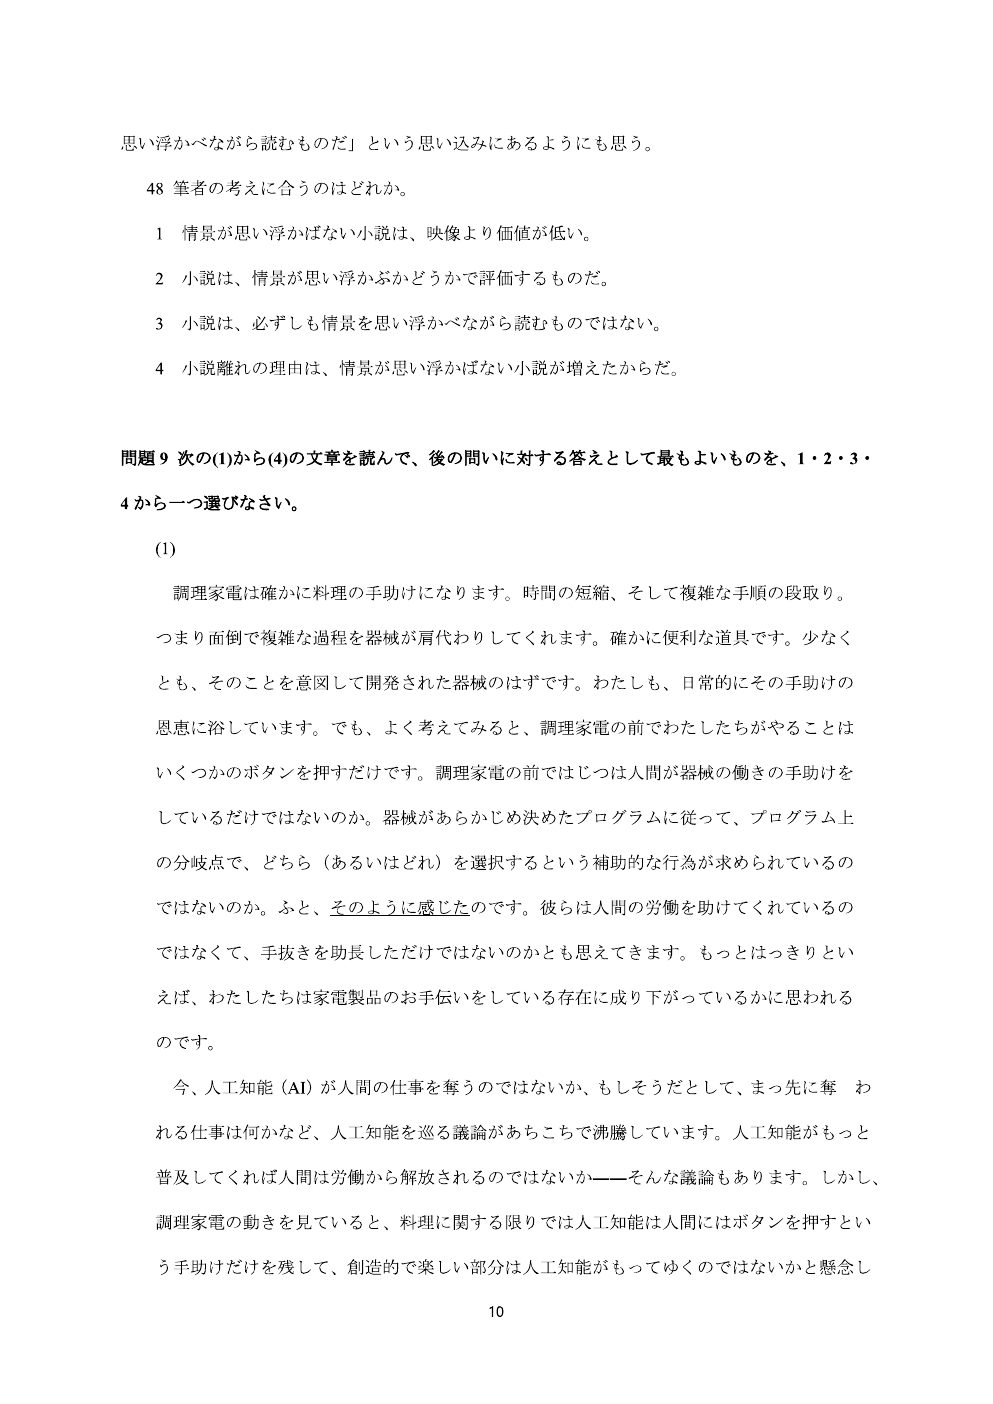 思い浮かべながら読むものだ」という思い込みにあるようにも思う。
48 筆者の考えに合うのはどれか。
1　情景が思い浮かばない小説は、映像より価値が低い。
2　小説は、情景が思い浮かぶかどうかで評価するものだ。
3　小説は、必ずしも情景を思い浮かべながら読むものではない。
4　小説離れの理由は、情景が思い浮かばない小説が増えたからだ。
問題 9 次の(1)から(4)の文章を読んで、後の問いに対する答えとして最もよいものを、1・2・3・
4 から一つ選びなさい。
(1)
調理家電は確かに料理の手助けになります。時間の短縮、そして複雑な手順の段取り。
つまり面倒で複雑な過程を器械が肩代わりしてくれます。確かに便利な道具です。少なく
とも、そのことを意図して開発された器械のはずです。わたしも、日常的にその手助けの
恩恵に浴しています。でも、よく考えてみると、調理家電の前でわたしたちがやることは
いくつかのボタンを押すだけです。調理家電の前ではじつは人間が器械の働きの手助けを
しているだけではないのか。器械があらかじめ決めたプログラムに従って、プログラム上
の分岐点で、どちら（あるいはどれ）を選択するという補助的な行為が求められているの
ではないのか。ふと、そのように感じたのです。彼らは人間の労働を助けてくれているの
ではなくて、手抜きを助長しただけではないのかとも思えてきます。もっとはっきりとい
えば、わたしたちは家電製品のお手伝いをしている存在に成り下がっているかに思われる
のです。
今、人工知能（AI）が人間の仕事を奪うのではないか、もしそうだとして、まっ先に奪　わ
れる仕事は何かなど、人工知能を巡る議論があちこちで沸騰しています。人工知能がもっと
普及してくれば人間は労働から解放されるのではないか――そんな議論もあります。しかし、
調理家電の動きを見ていると、料理に関する限りでは人工知能は人間にはボタンを押すとい
う手助けだけを残して、創造的で楽しい部分は人工知能がもってゆくのではないかと懸念し
10